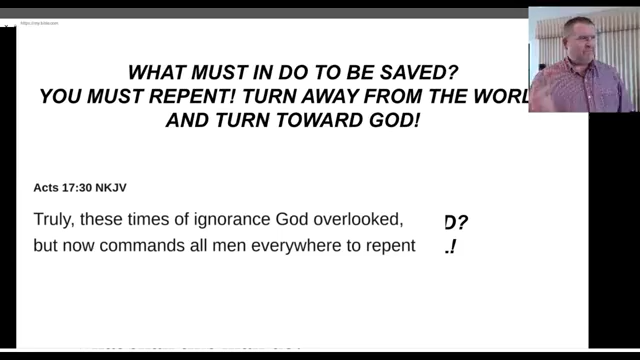 WHAT MUST IN DO TO BE SAVED?
YOU MUST REPENT! TURN AWAY FROM THE WORL
AND TURN TOWARD GOD!
Acts 17:30 NKJV
Truly, these times of ignorance God overlooked,
D?
but now commands all men everywhere to repent
.!